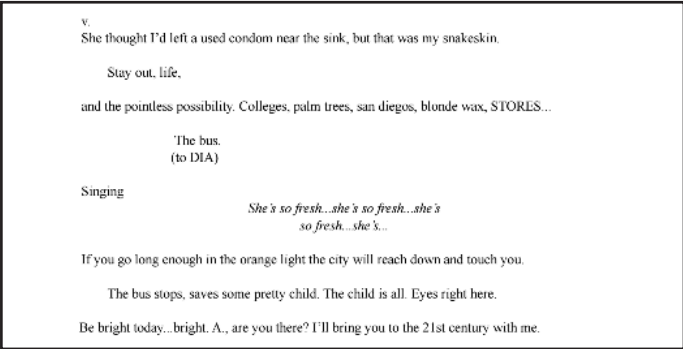 v.
She thought I'd left a used condom near the sink, but that was my snakeskin.
Stay out, life,
and the pointless possibility. Colleges, palm trees, san diegos, blonde wax, STORES...
The bus.
(to DIA)
Singing
She's so fresh...she's so fresh...she's
so fresh...she's...
If you go long enough in the orange light the city will reach down and touch you.
The bus stops, saves some pretty child. The child is all. Eyes right here.
Be bright today...bright. A., are you there? I'll bring you to the 21st century with me.